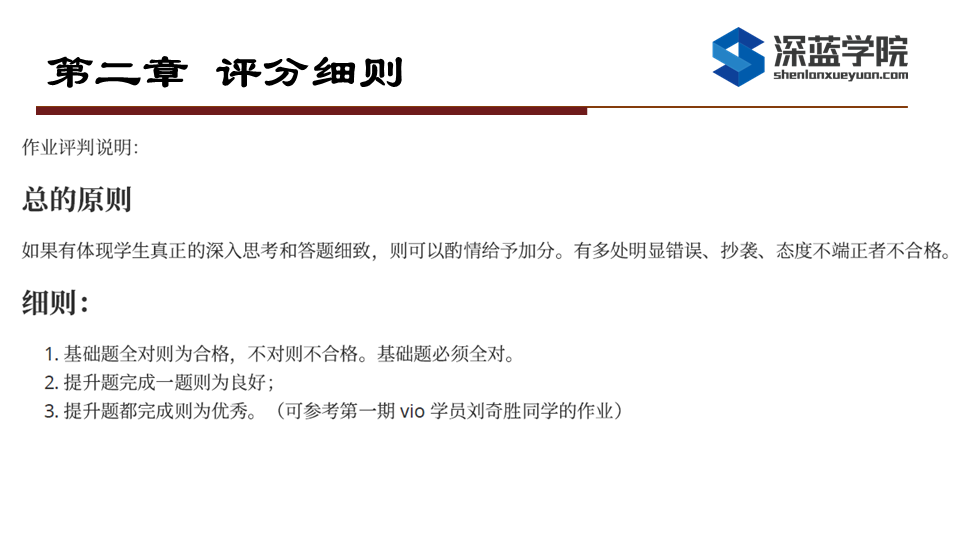 第二章 评分细则
深蓝学院
shenlanxueyuan.com
作业评判说明：
总的原则
如果有体现学生真正的深入思考和答题细致，则可以酌情给予加分。有多处明显错误、抄袭、态度不端正者不合格。
细则：
1. 基础题全对则为合格，不对则不合格。基础题必须全对。
2. 提升题完成一题则为良好；
3. 提升题都完成则为优秀。（可参考第一期 vio 学员刘奇胜同学的作业）